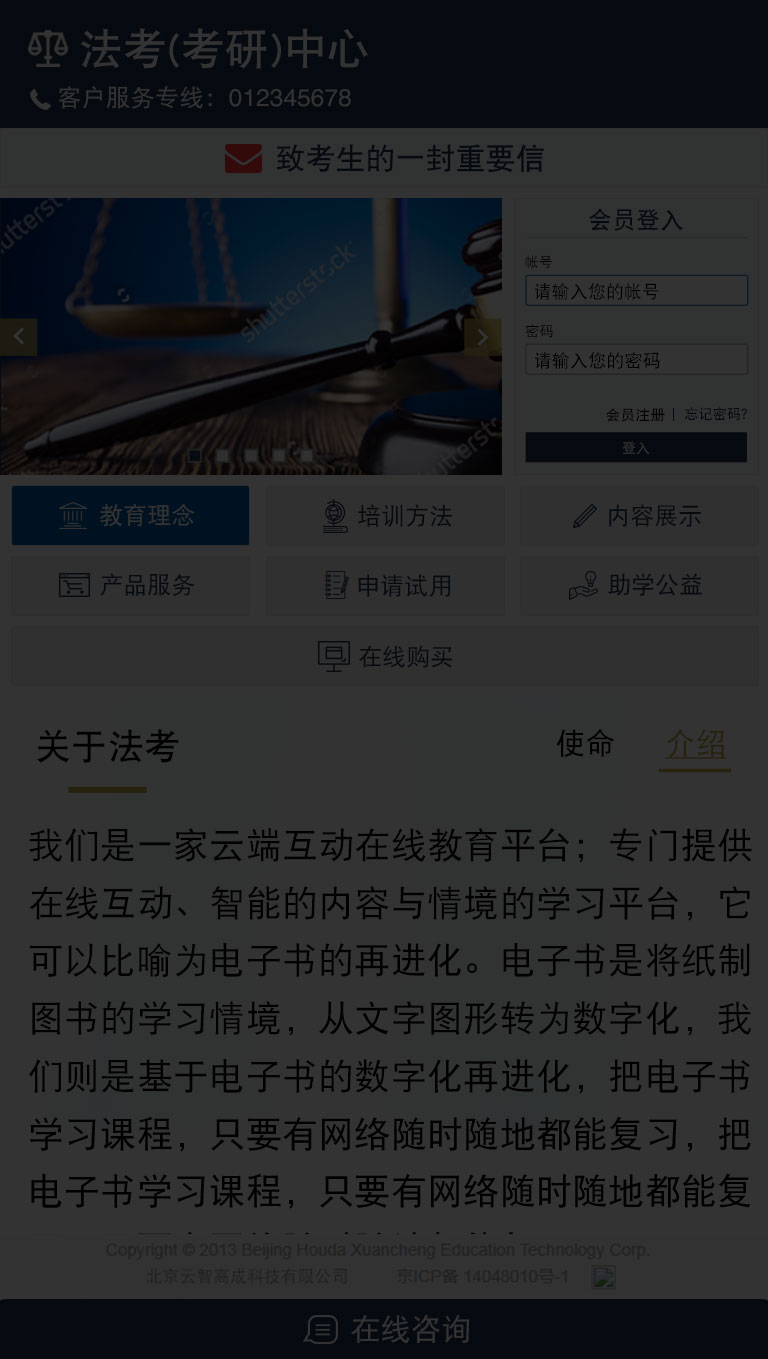 法考(考研)中心
客户服务专线：012345678
致考生的一封重要信
shutterstock
会员登入
帐号
请输入您的帐号
密码
请输入您的密码
会员注册 | 忘记密码?
登入
教育理念
培训方法
内容展示
产品服务
申请试用
助学公益
在线购买
关于法考
使命
介绍
我们是一家云端互动在线教育平台；专门提供
在线互动、智能的内容与情境的学习平台，它
可以比喻为电子书的再进化。电子书是将纸制
图书的学习情境，从文字图形转为数字化，我
们则是基于电子书的数字化再进化，把电子书
学习课程，只要有网络随时随地都能复习，把
电子书学习课程，只要有网络随时随地都能复
Copyright © 2013 Beijing Houda Xuancheng Education Technology Corp.
北京云智高成科技有限公司 京ICP备 14048010号-1
在线咨询